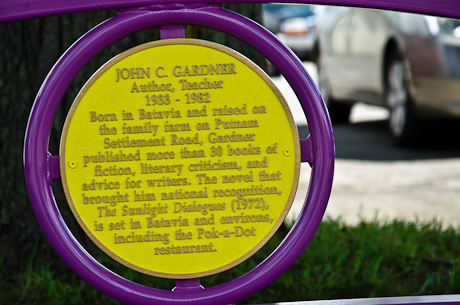 JOHN C. GARDNER
Author, Teacher
1933 - 1982
Born in Batavia and raised on
the family farm on Putnam
Settlement Road, Gardner
published more than 30 books of
fiction, literary criticism, and
advice for writers. The novel that
brought him national recognition,
The Sunlight Dialogues (1972),
is set in Batavia and environs,
including the Pok-a-Dot
restaurant.